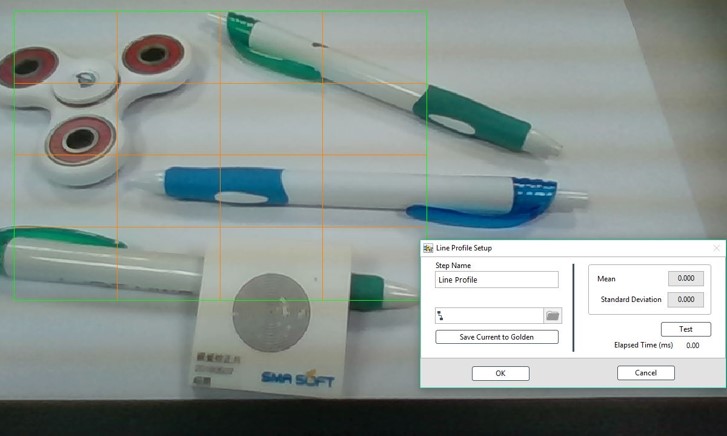 Line Profile Setup
Step Name
Line Profile
Save Current to Golden
Mean 0.000
Standard Deviation 0.000
Test
Elapsed Time (ms) 0.00
OK
Cancel
SMA SOFT